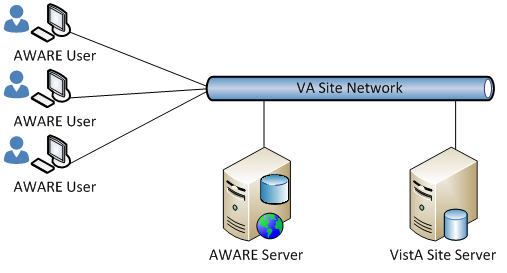 AWARE User
VA Site Network
AWARE User
AWARE User
AWARE Server
VistA Site Server